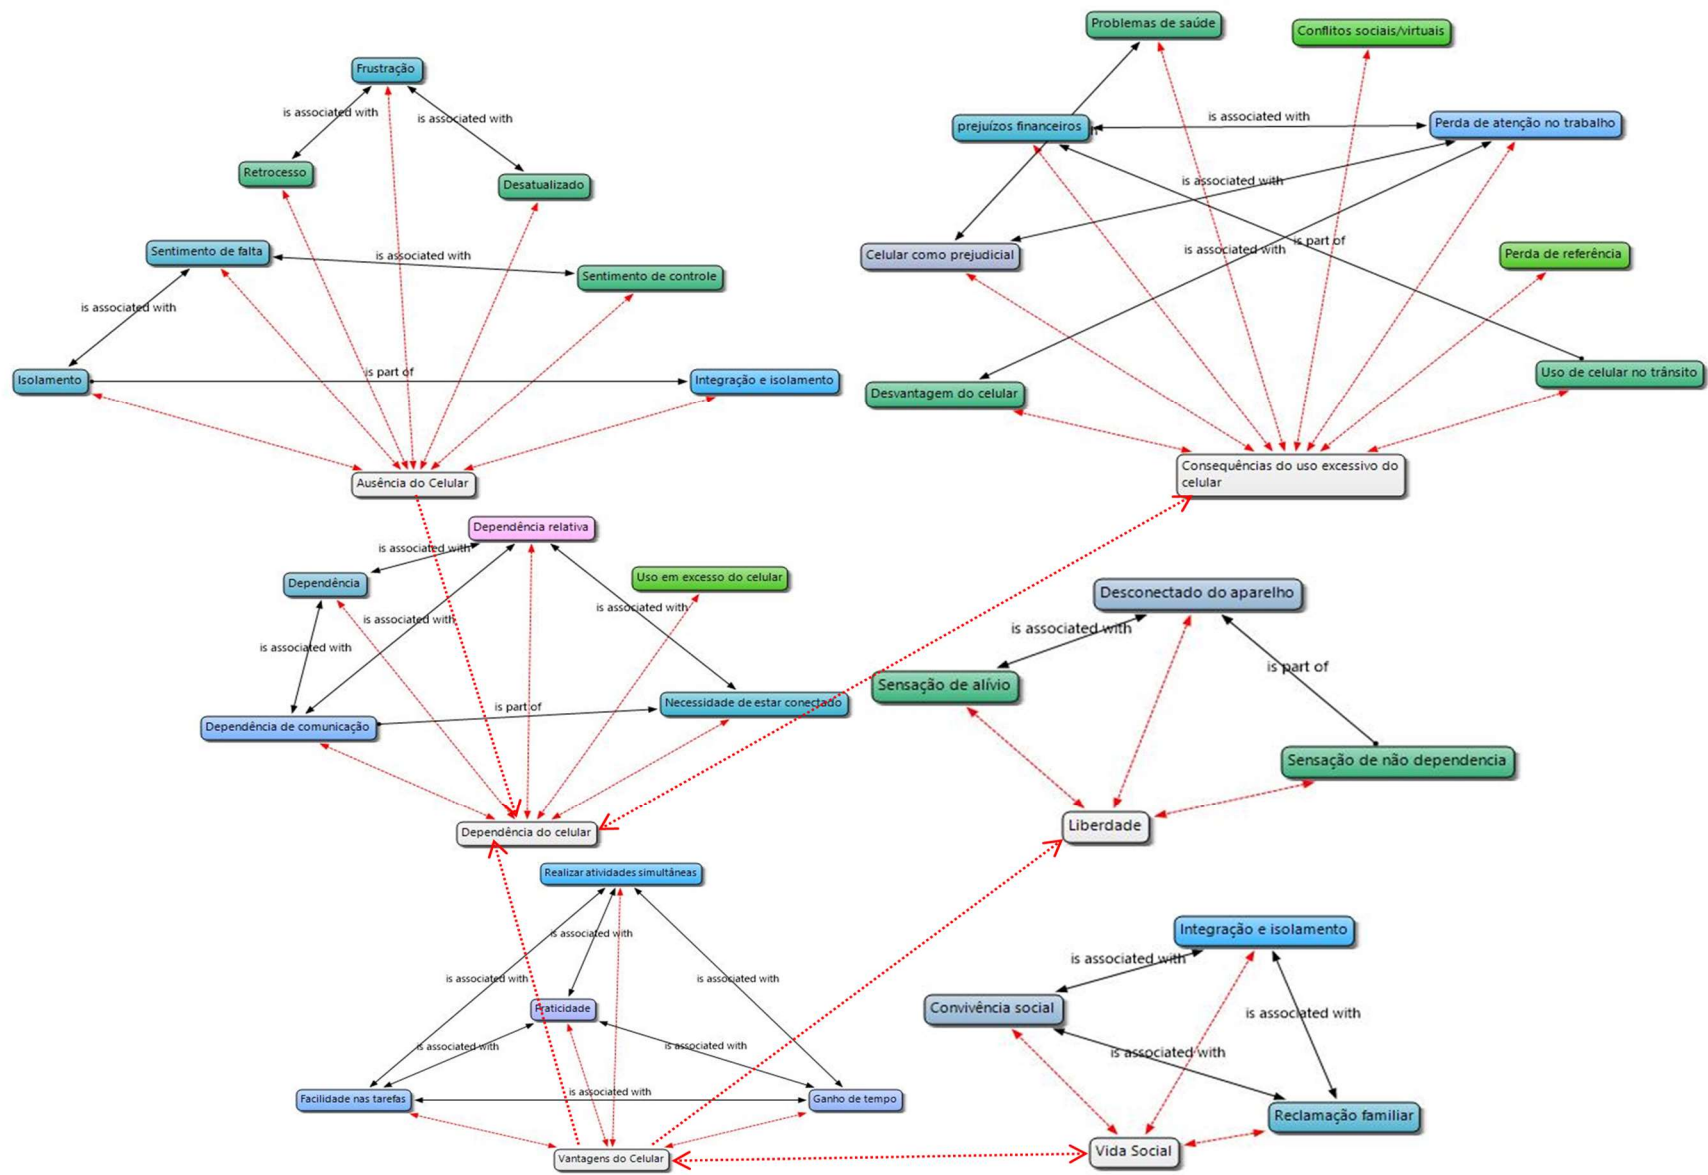 Frustração
is associated with
is associated with
Retrocesso
Desatualizado
Sentimento de falta
is associated with
Sentimento de controle
is associated with
Isolamento
is part of
Integração e isolamento
Ausência do Celular
Problemas de saúde
Conflitos sociais/virtuais
prejuízos financeiros
is associated with
Perda de atenção no trabalho
is associated with
Celular como prejudicial
is associated with
is part of
Perda de referência
Desvantagem do celular
Uso de celular no trânsito
Consequências do uso excessivo do
celular
Dependência relativa
is associated with
Dependência
Uso em excesso do celular
is associated with
is associated with
is associated with
Dependência de comunicação
is part of
Necessidade de estar conectado
Dependência do celular
Desconectado do aparelho
is associated with
Sensação de alívio
is part of
Sensação de não dependencia
Liberdade
Realizar atividades simultâneas
is associated with
is associated with
is associated with
Praticidade
is associated with
is associated with
Facilidade nas tarefas
is associated with
Ganho de tempo
Vantagens do Celular
Integração e isolamento
is associated with
Convivência social
is associated with
is associated with
Reclamação familiar
Vida Social